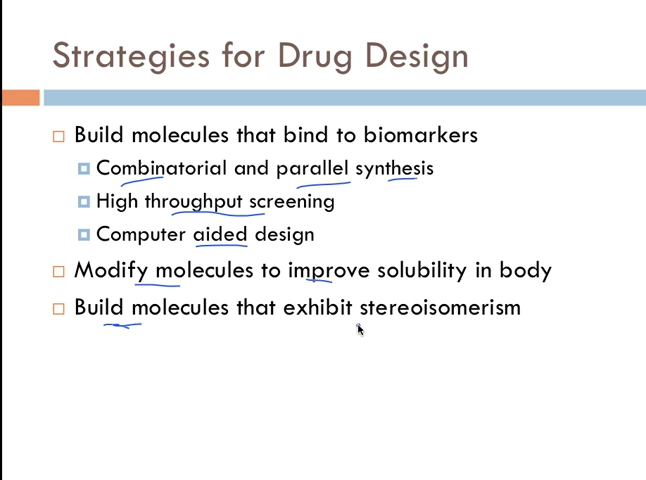 Strategies for Drug Design
Build molecules that bind to biomarkers
Combinatorial and parallel synthesis
High throughput screening
Computer aided design
Modify molecules to improve solubility in body
Build molecules that exhibit stereoisomerism